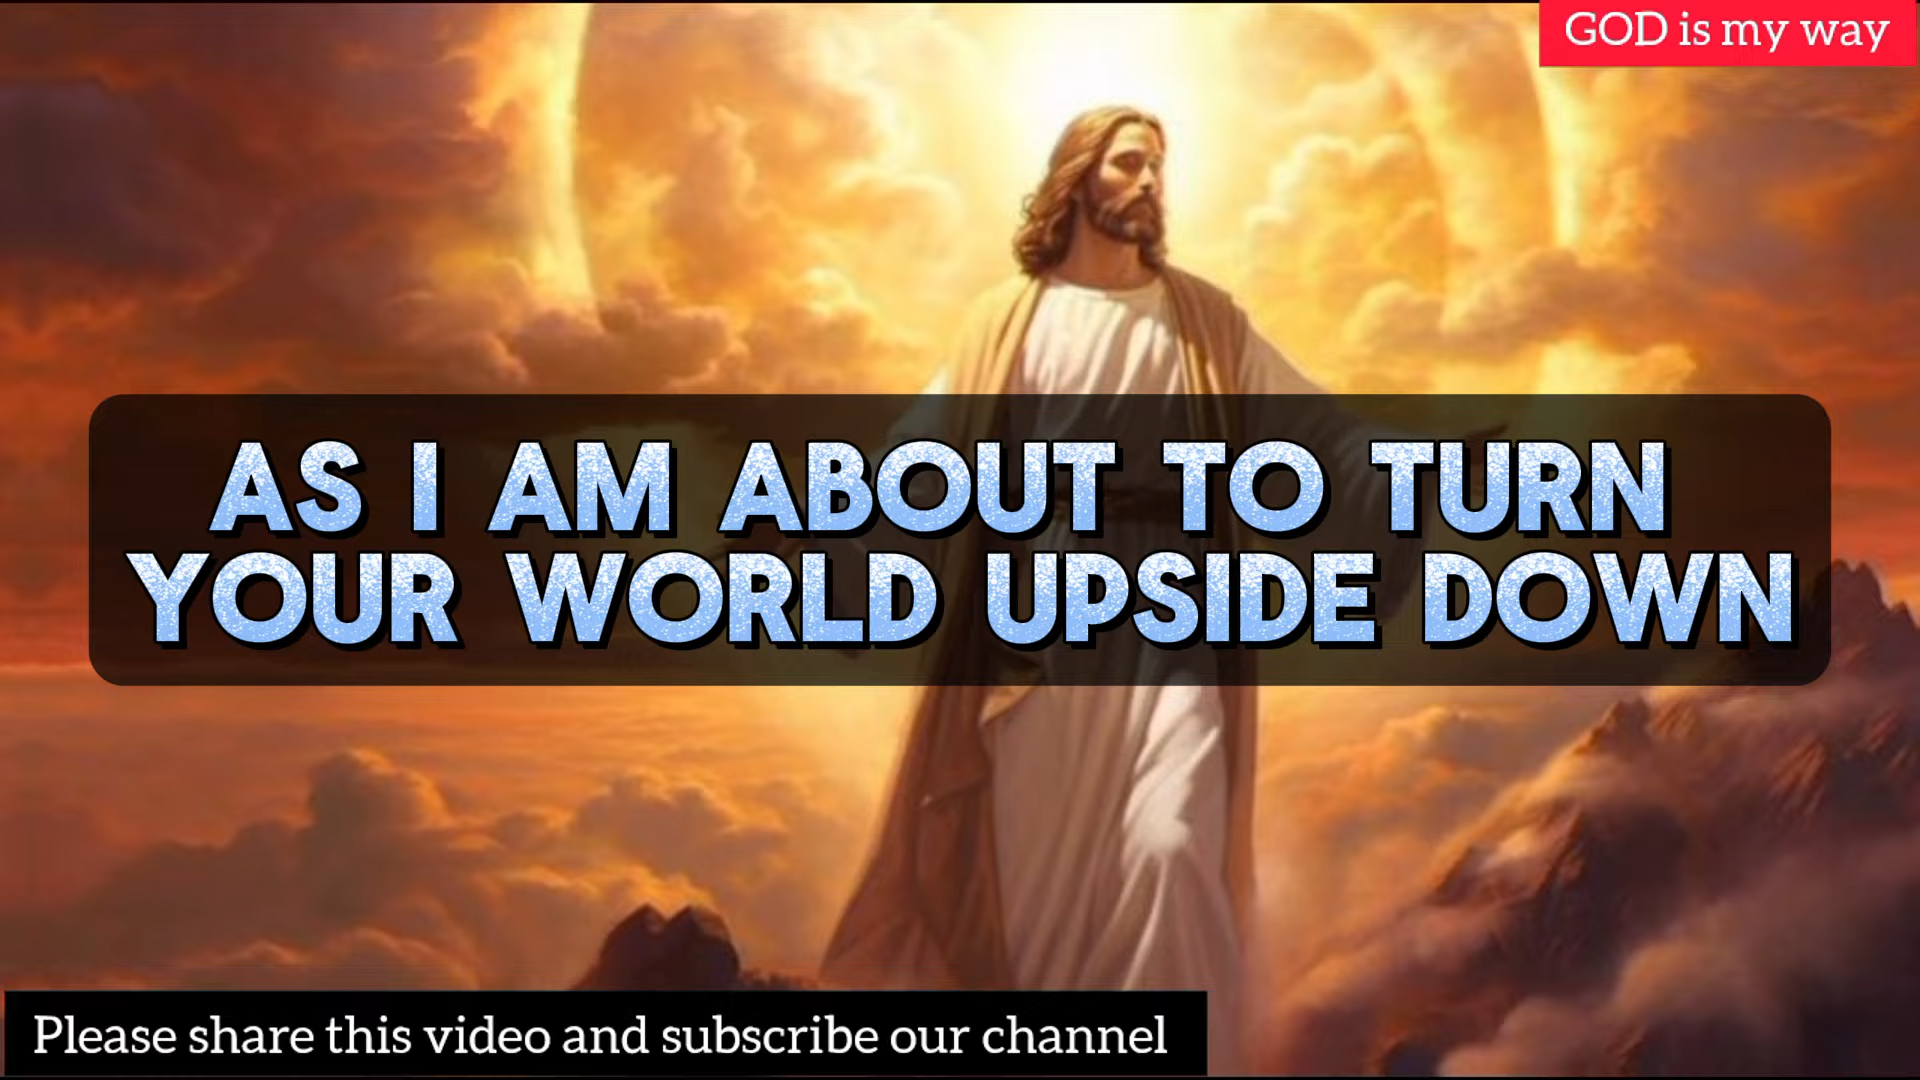 GOD is my way
AS I AM ABOUT TO TURN
YOUR WORLD UPSIDE DOWN
Please share this video and subscribe our channel